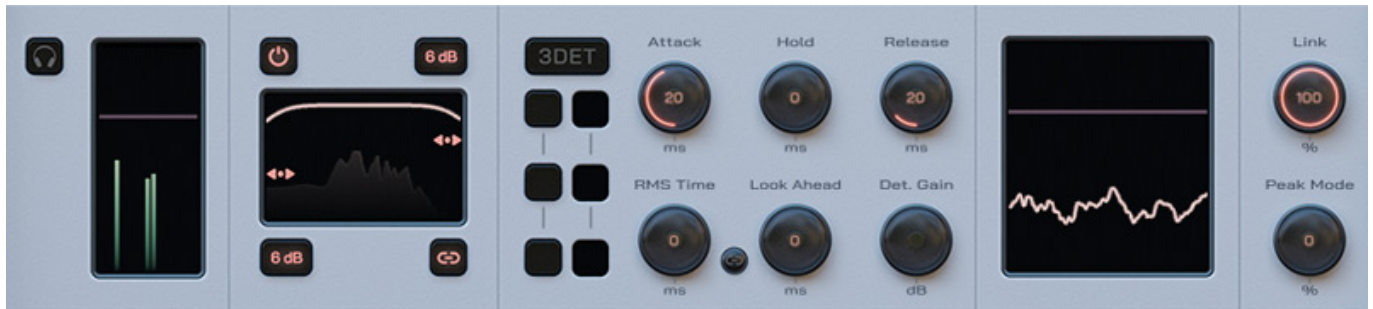 6 dB
3DET
Attack
Hold
Release
Link
20
0
20
100
ms
ms
ms
%
RMS Time
Look Ahead
Det. Gain
Peak Mode
0
0
0
6 dB
ms
ms
dB
%